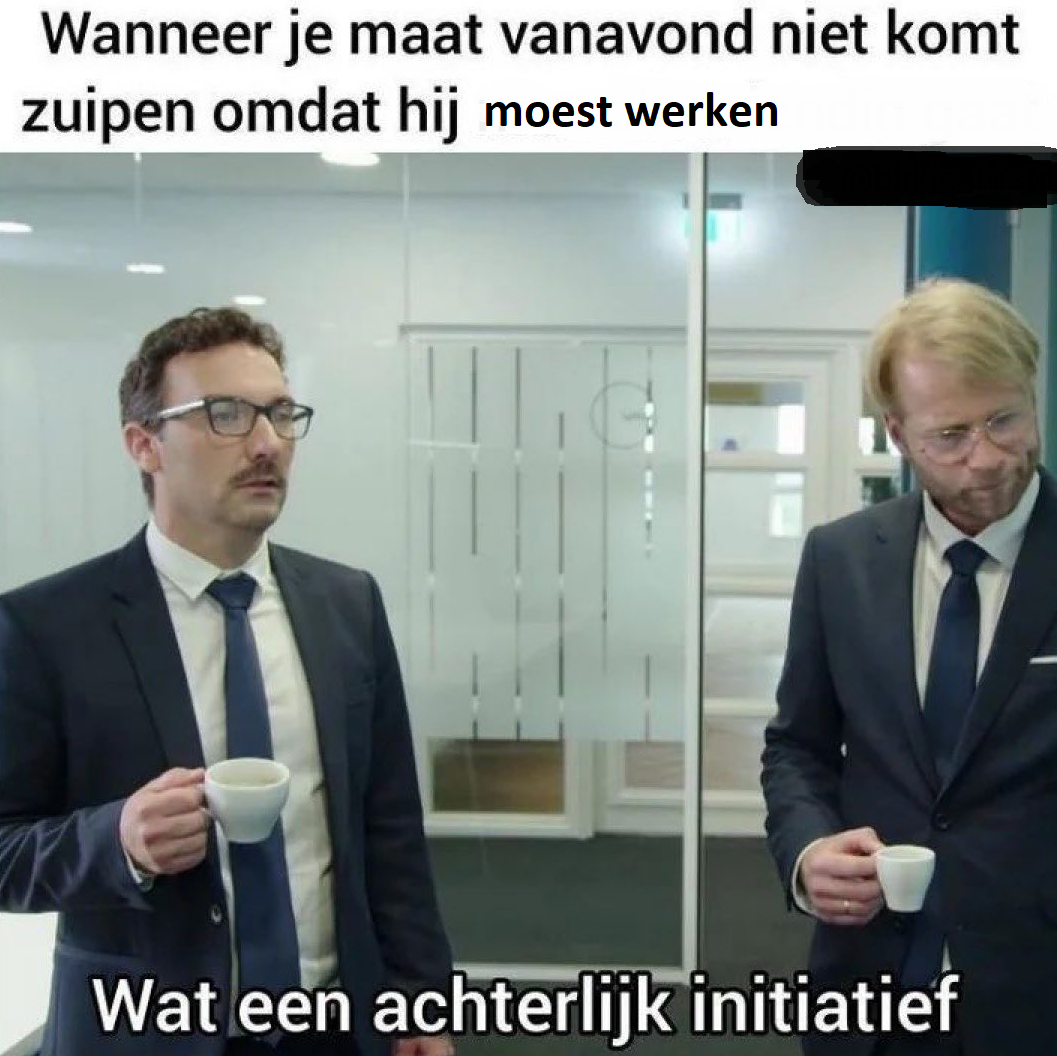 Wanneer je maat vanavond niet komt
zuipen omdat hij moest werken
Wat een achterlijk initiatief